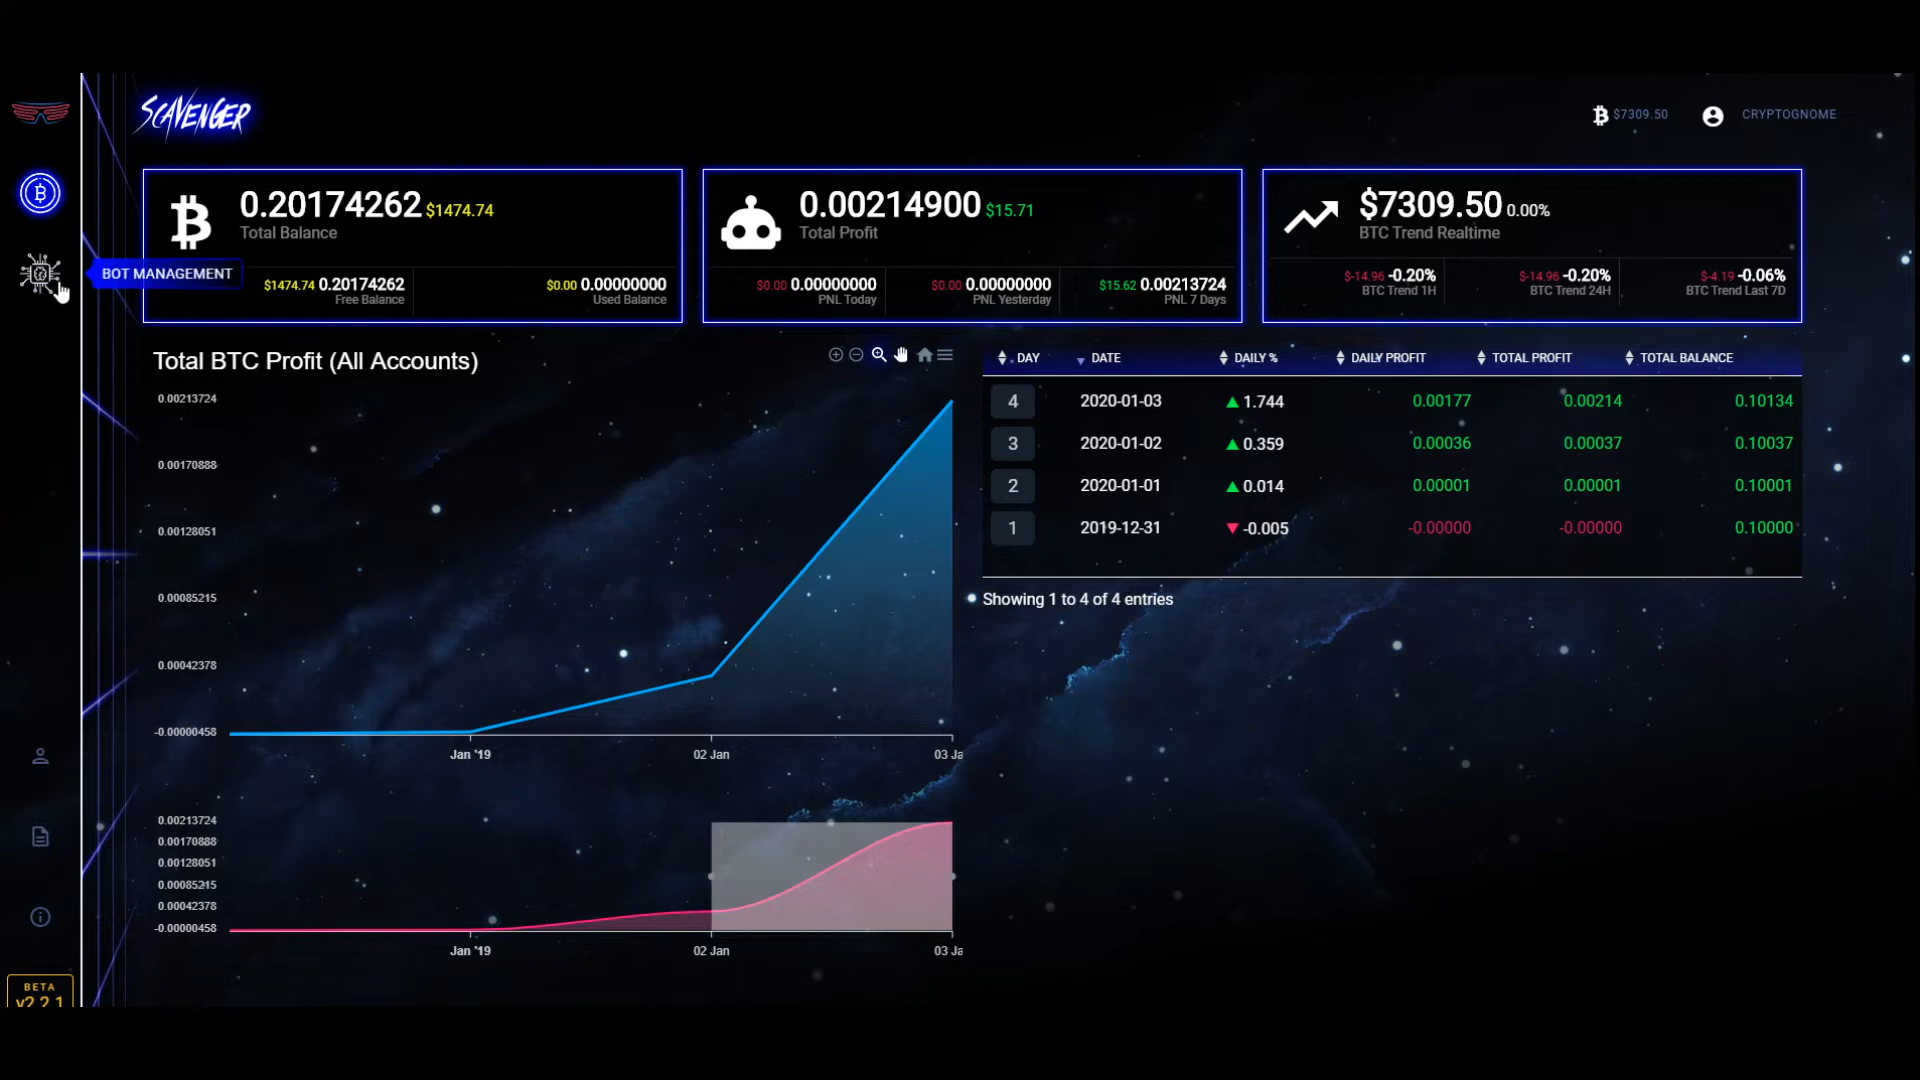 SCAVENGER
$7309.50
CRYPTOGNOME
BOT MANAGEMENT
0.20174262 $1474.74
Total Balance
$1474.74 0.20174262
Free Balance
$0.00 0.00000000
Used Balance
0.00214900 $15.71
Total Profit
$0.00 0.00000000
PNL Today
$0.00 0.00000000
PNL Yesterday
$15.62 0.00213724
PNL 7 Days
$7309.50 0.00%
BTC Trend Realtime
$-14.96 -0.20%
BTC Trend 1H
$-14.96 -0.20%
BTC Trend 24H
$-4.19 -0.06%
BTC Trend Last 7D
Total BTC Profit (All Accounts)
0.00213724
0.00170888
0.00128051
0.00085215
0.00042378
-0.00000458
Jan '19 02 Jan 03 Ja
0.00213724
0.00170888
0.00128051
0.00085215
0.00042378
-0.00000458
Jan '19 02 Jan 03 Ja
DAY DATE DAILY % DAILY PROFIT TOTAL PROFIT TOTAL BALANCE
4 2020-01-03 1.744 0.00177 0.00214 0.10134
3 2020-01-02 0.359 0.00036 0.00037 0.10037
2 2020-01-01 0.014 0.00001 0.00001 0.10001
1 2019-12-31 -0.005 -0.00000 -0.00000 0.10000
Showing 1 to 4 of 4 entries
BETA
v2.2.1